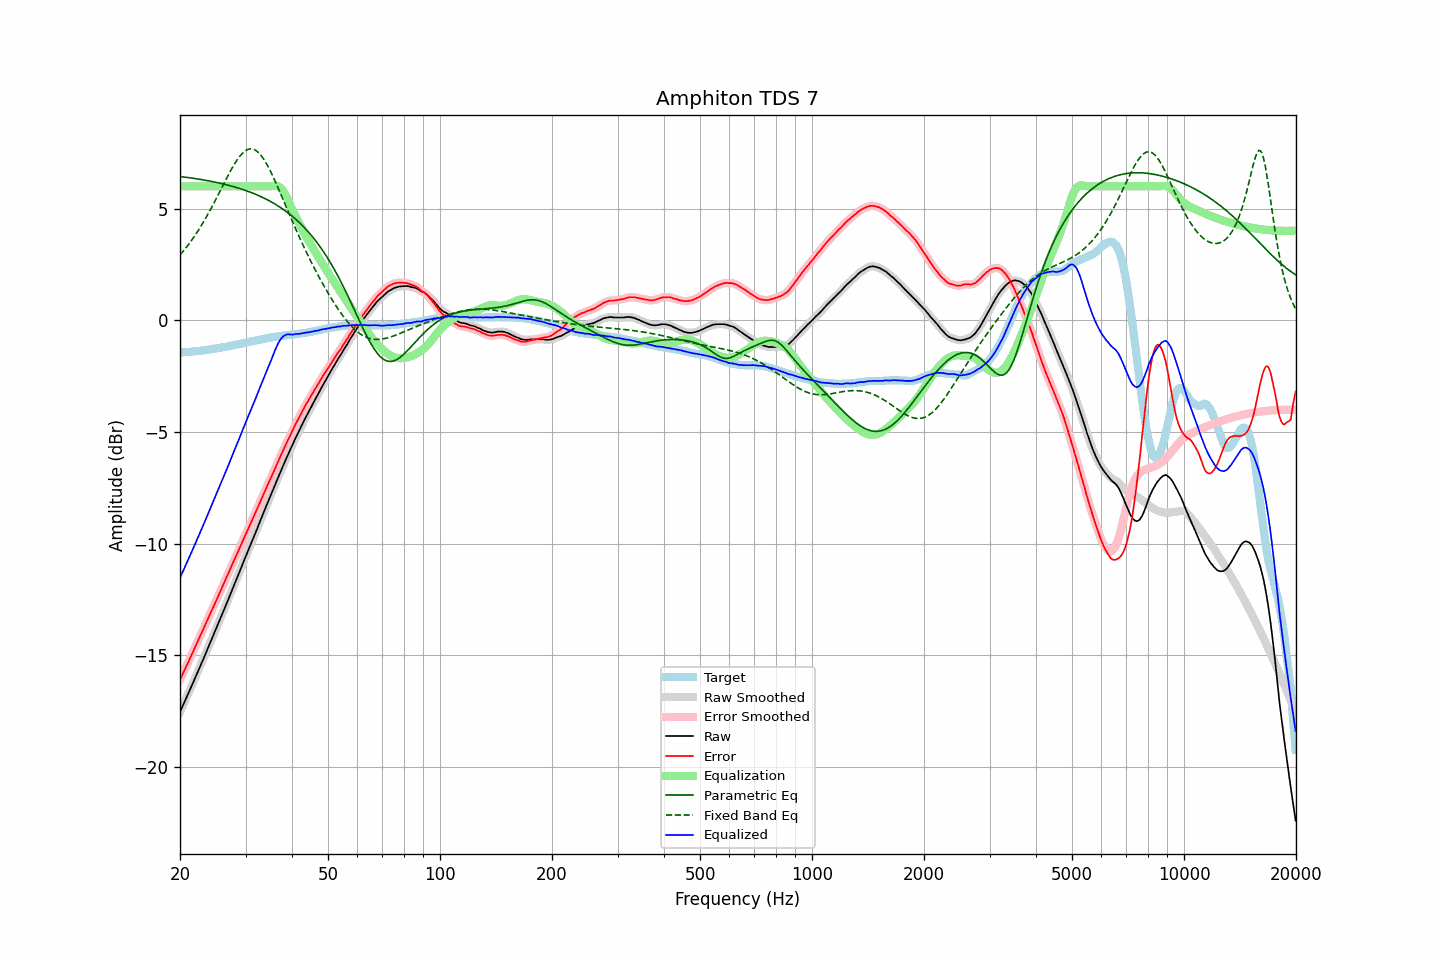 Amphiton TDS 7
Amplitude (dBr)
5
0
−5
−10
−15
−20
Target
Raw Smoothed
Error Smoothed
Raw
Error
Equalization
Parametric Eq
Fixed Band Eq
Equalized
20 50 100 200 500 1000 2000 5000 10000 20000
Frequency (Hz)